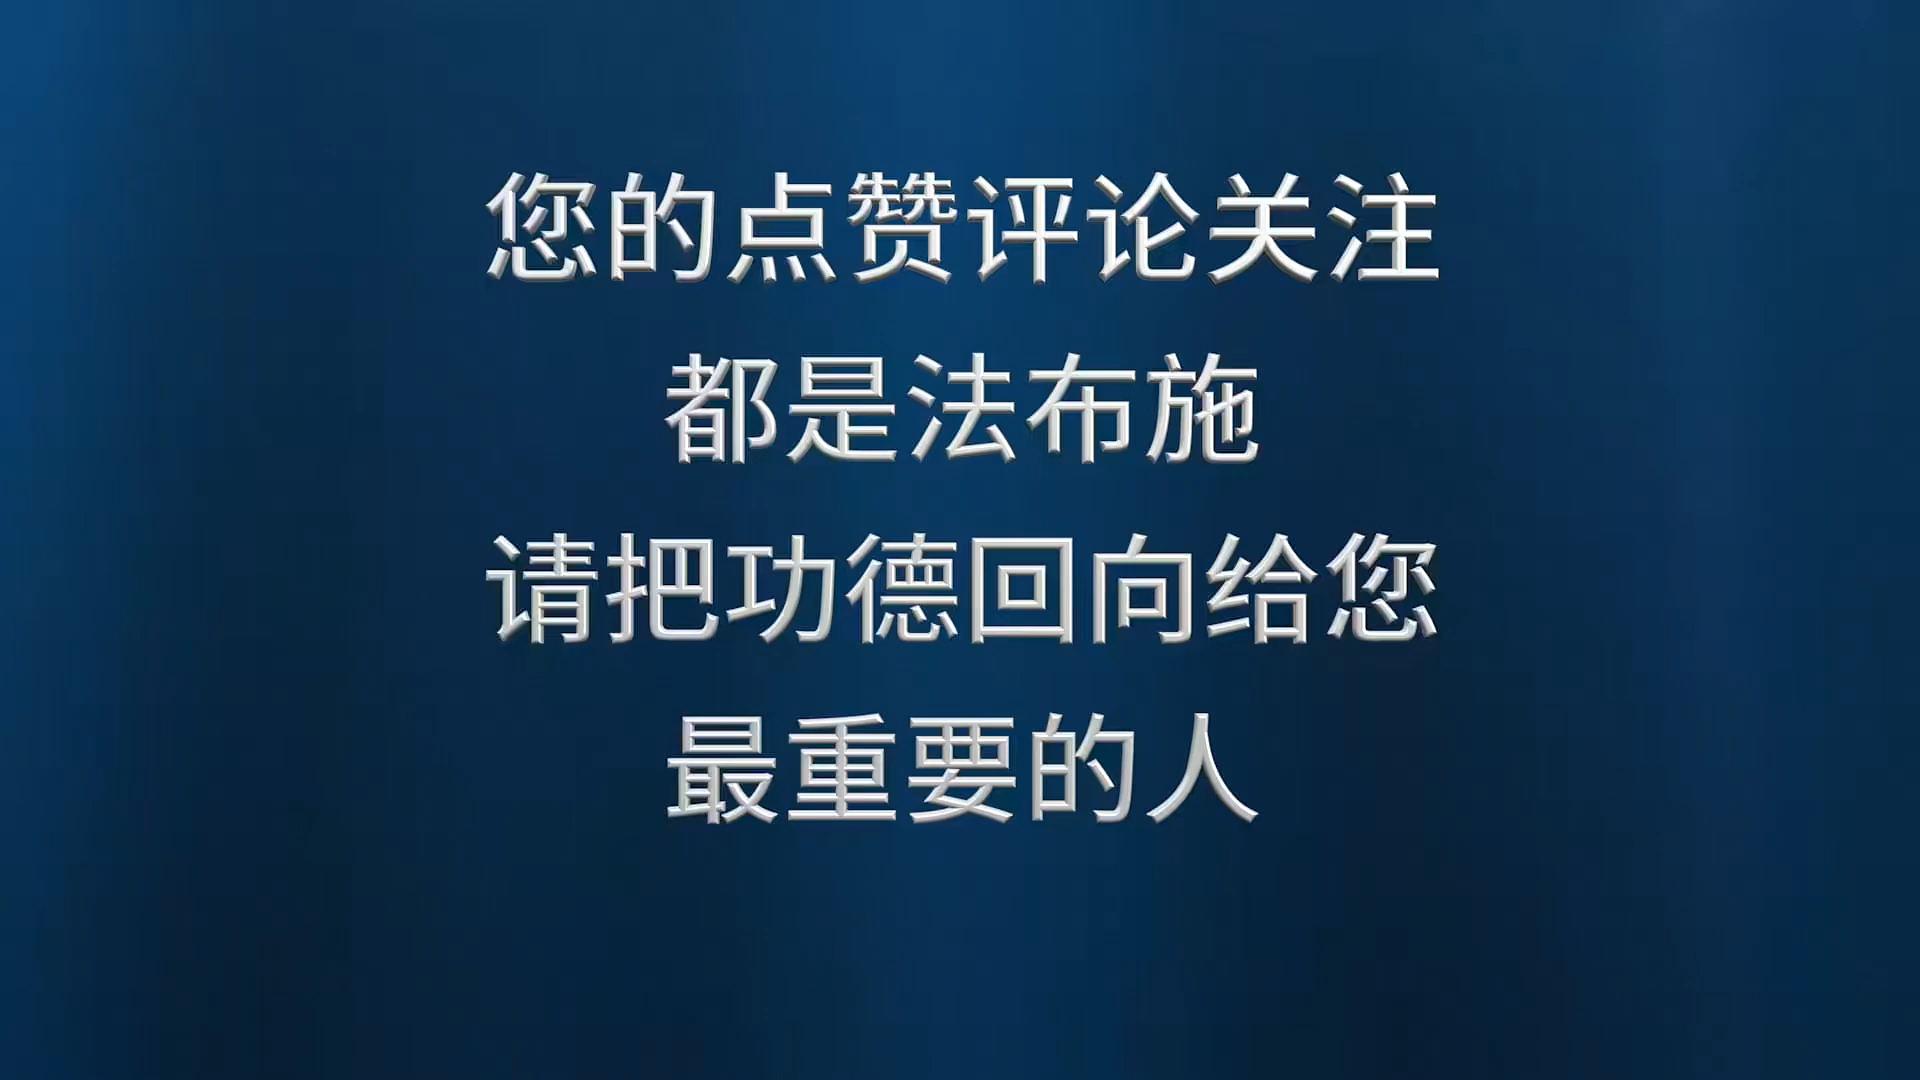 您的点赞评论关注
都是法布施
请把功德回向给您
最重要的人